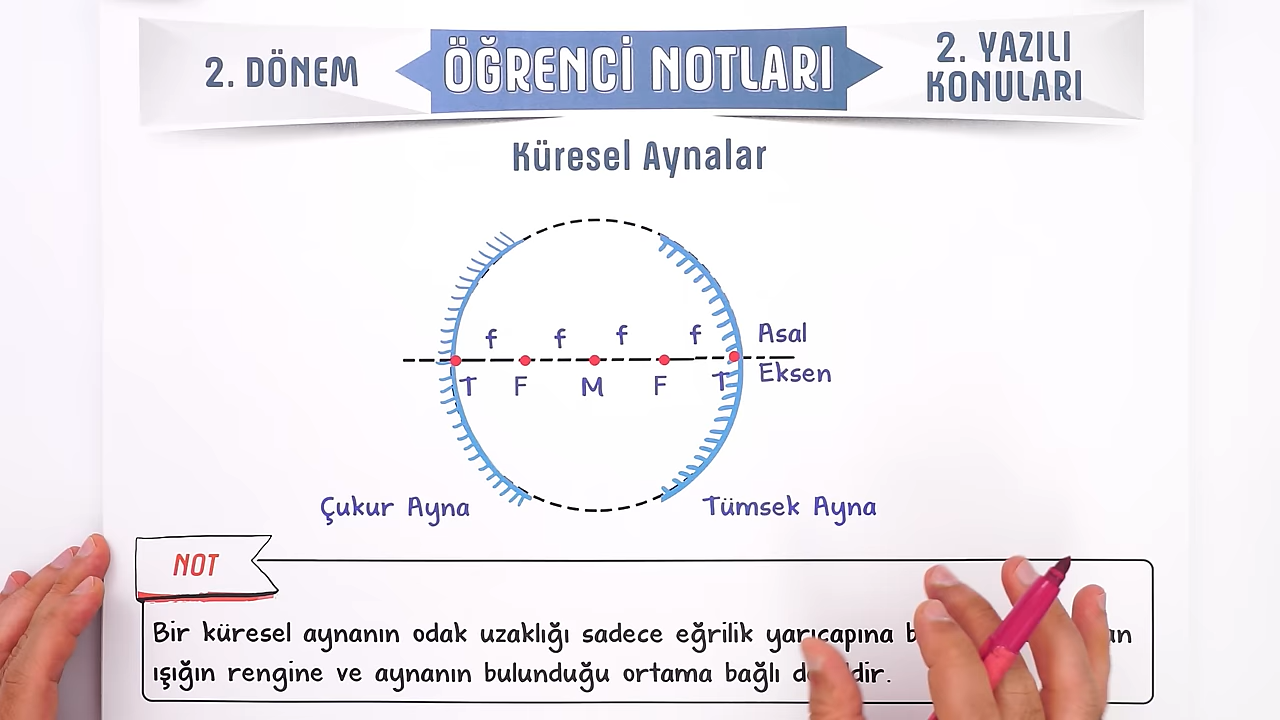 2. DÖNEM
ÖĞRENCİ NOTLARI
2. YAZILI
KONULARI
Küresel Aynalar
f f f f
Asal
Eksen
T F M F T
Çukur Ayna
Tümsek Ayna
NOT
Bir küresel aynanın odak uzaklığı sadece eğrilik yarıçapına
ışığın rengine ve aynanın bulunduğu ortama bağlı